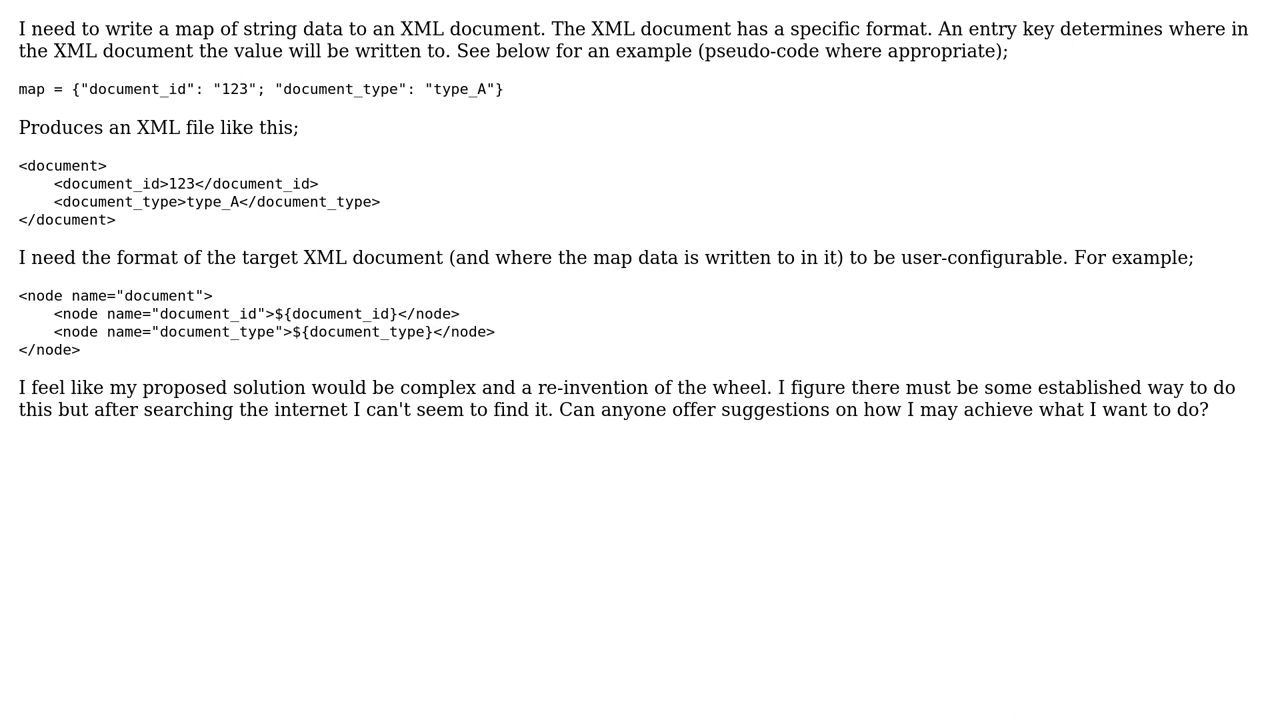 I need to write a map of string data to an XML document. The XML document has a specific format. An entry key determines where in
the XML document the value will be written to. See below for an example (pseudo-code where appropriate);
map = {"document_id": "123"; "document_type": "type_A"}
Produces an XML file like this;
<document>
    <document_id>123</document_id>
    <document_type>type_A</document_type>
</document>
I need the format of the target XML document (and where the map data is written to in it) to be user-configurable. For example;
<node name="document">
    <node name="document_id">${document_id}</node>
    <node name="document_type">${document_type}</node>
</node>
I feel like my proposed solution would be complex and a re-invention of the wheel. I figure there must be some established way to do
this but after searching the internet I can't seem to find it. Can anyone offer suggestions on how I may achieve what I want to do?